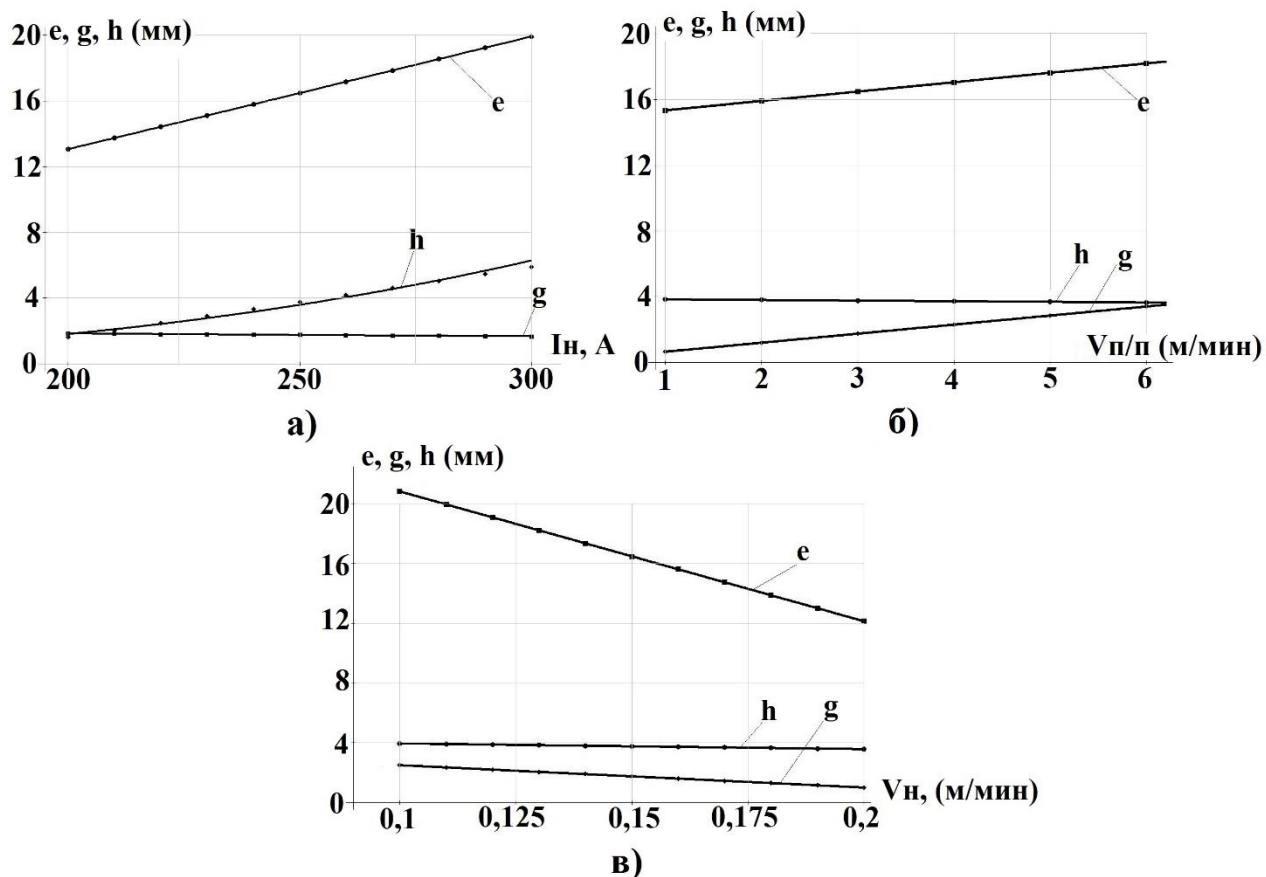 e, g, h (мм)
20
16
12
8
4
0
e
h
g
Iн, А
200
250
300
а)
e, g, h (мм)
20
16
12
8
4
0
e
h
g
Vп/п (м/мин)
1
2
3
4
5
6
б)
e, g, h (мм)
20
16
12
8
4
0
e
h
g
Vн, (м/мин)
0,1
0,125
0,15
0,175
0,2
в)